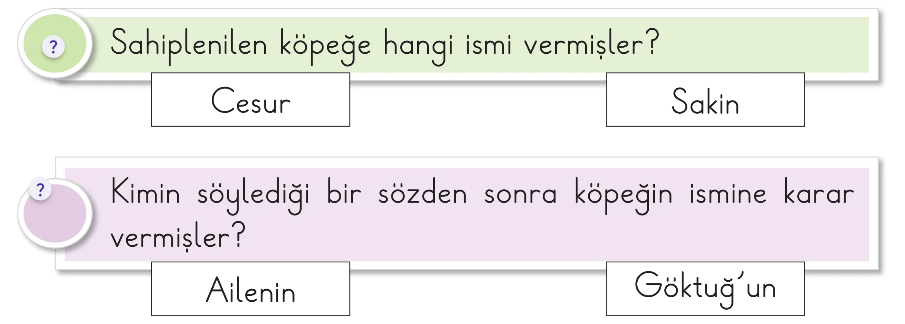 ?
Sahiplenilen köpeğe hangi ismi vermişler?
Cesur
Sakin
?
Kimin söylediği bir sözden sonra köpeğin ismine karar
vermişler?
Ailenin
Göktuğ'un